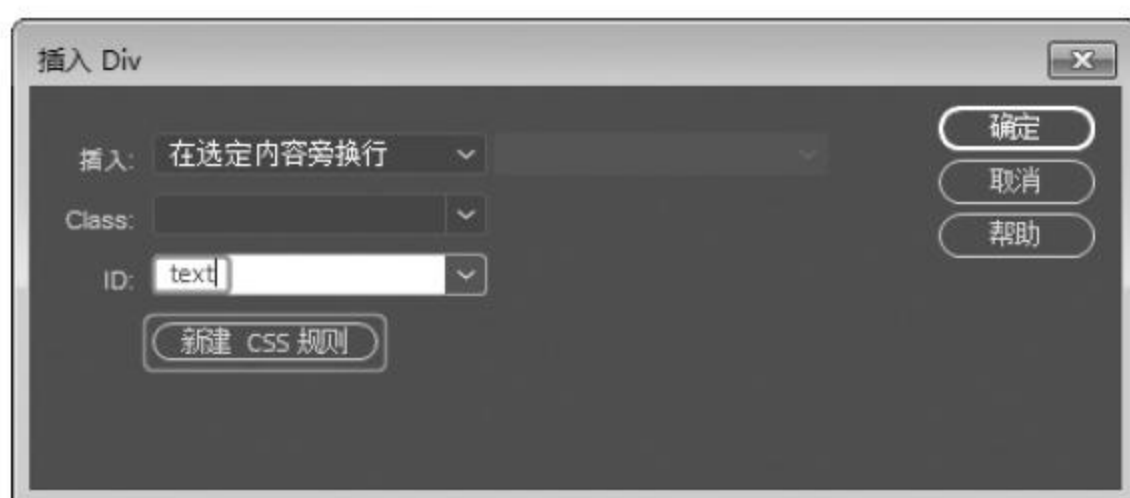 插入 Div
插入: 在选定内容旁换行
Class:
ID: text
新建 CSS 规则
确定
取消
帮助